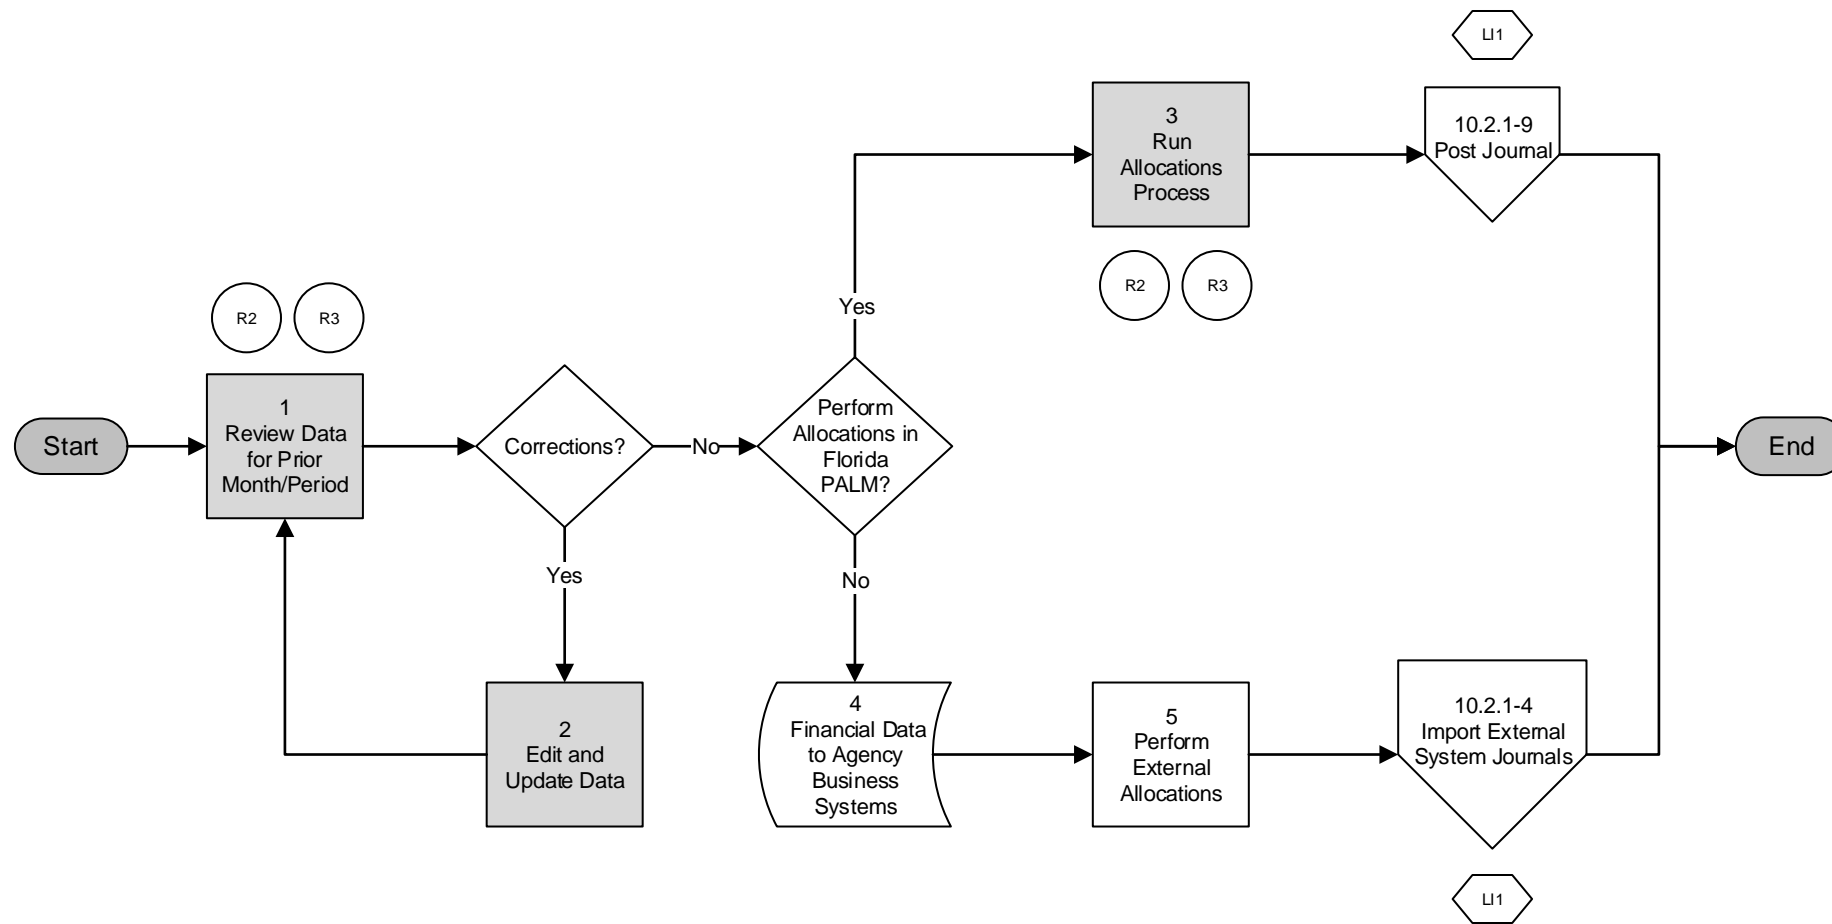 LI1
3
Run
Allocations
Process
10.2.1-9
Post Journal
R2
R3
Yes
R2
R3
Start
1
Review Data
for Prior
Month/Period
Corrections?
No
Perform
Allocations in
Florida
PALM?
End
Yes
No
2
Edit and
Update Data
4
Financial Data
to Agency
Business
Systems
5
Perform
External
Allocations
10.2.1-4
Import External
System Journals
LI1